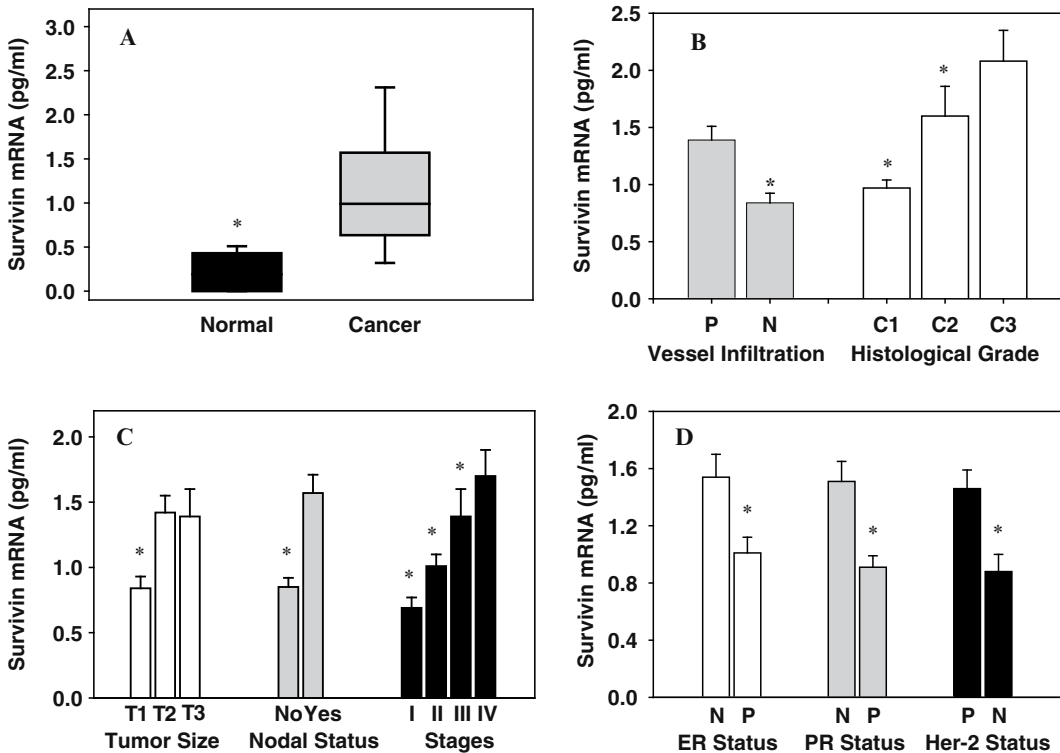 A
Survivin mRNA (pg/ml)
3.0
2.5
2.0
1.5
1.0
0.5
0.0
*
Normal Cancer
B
Survivin mRNA (pg/ml)
2.5
2.0
1.5
1.0
0.5
0.0
* * *
P N C1 C2 C3
Vessel Infiltration Histological Grade
C
Survivin mRNA (pg/ml)
2.0
1.5
1.0
0.5
0.0
* * * * *
T1 T2 T3 No Yes I II III IV
Tumor Size Nodal Status Stages
D
Survivin mRNA (pg/ml)
2.0
1.6
1.2
0.8
0.4
0.0
* * *
N P N P P N
ER Status PR Status Her-2 Status